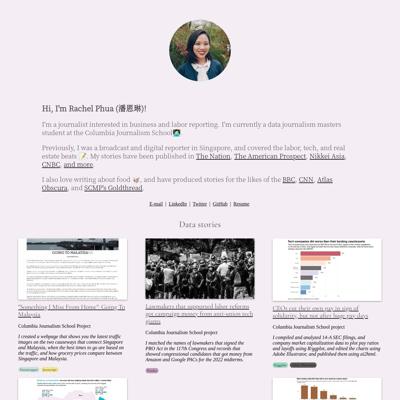 Hi, I'm Rachel Phua (潘恩琳)!
I'm a journalist interested in business and labor reporting. I'm currently a data journalism masters
student at the Columbia Journalism School
Previously, I was a broadcast and digital reporter in Singapore, and covered the labor, tech, and real
estate beats. My stories have been published in The Nation, The American Prospect, Nikkei Asia,
CNBC, and more.
I also love writing about food, and have produced stories for the likes of the BBC, CNN, Atlas
Obscura, and SCMP's Goldthread.
E-mail | LinkedIn | Twitter | GitHub | Resume
Data stories
GOING TO MALAYSIA
"Something I Miss From Home": Going To
Malaysia
Columbia Journalism School Project
I created a webpage that shows you the latest traffic
images on the two causeways that connect Singapore
and Malaysia, when the best times to go are based on
the traffic, and how grocery prices compare between
Singapore and Malaysia.
Lawmakers that supported labor reforms
got campaign money from anti-union tech
giants
Columbia Journalism School project
I matched the names of lawmakers that signed the
PRO Act in the 117th Congress and records that
showed congressional candidates that got money from
Amazon and Google PACs for the 2022 midterms.
CEOs get their own pay in sign of
solidarity, but not after huge pay days
Columbia Journalism School project
I compiled and analyzed 14-A SEC filings, and
company market capitalization data to plot pay ratios
and layoffs using R/ggplot, and edited the charts using
Adobe Illustrator, and published them using ai2html.